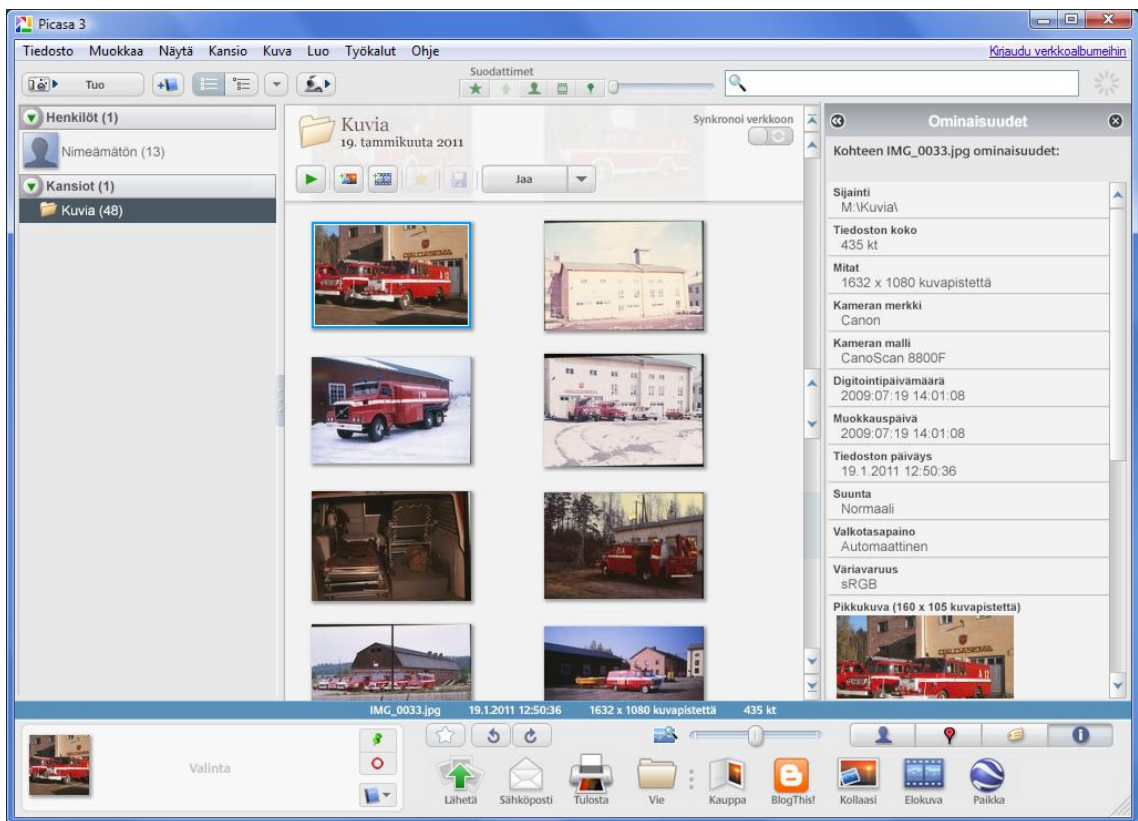 Picasa 3
Tiedosto Muokkaa Näytä Kansio Kuva Luo Työkalut Ohje
Kirjaudu verkkoalbumeihin
Tuo
Suodattimet
Henkilöt (1)
Nimeämätön (13)
Kansiot (1)
Kuvia (48)
Kuvia
19. tammikuuta 2011
Synkronoi verkkoon
Jaa
PALOASEMA
Ominaisuudet
Kohteen IMG_0033.jpg ominaisuudet:
Sijainti
M:\Kuvia\
Tiedoston koko
435 kt
Mitat
1632 x 1080 kuvapistettä
Kameran merkki
Canon
Kameran malli
CanoScan 8800F
Digitointipäivämäärä
2009:07:19 14:01:08
Muokkauspäivä
2009:07:19 14:01:08
Tiedoston päiväys
19.1.2011 12:50:36
Suunta
Normaali
Valkotasapaino
Automaattinen
Väriavaruus
sRGB
Pikkukuva (160 x 105 kuvapistettä)
PALOASEMA
IMG_0033.jpg 19.1.2011 12:50:36 1632 x 1080 kuvapistettä 435 kt
Valinta
Lähetä Sähköposti Tulosta Vie Kauppa BlogThis! Kollaasi Elokuva Paikka